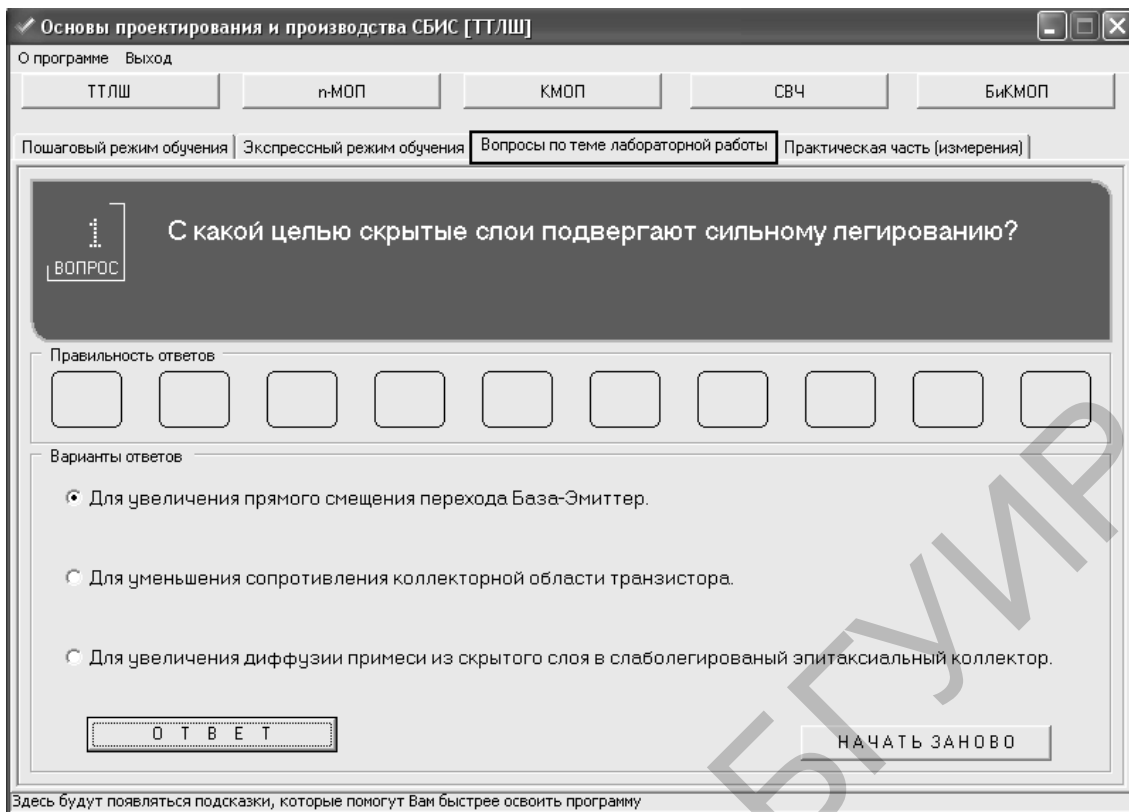 Основы проектирования и производства СБИС [ТТЛШ]
О программе Выход
ТТЛШ n-МОП КМОП СВЧ БиКМОП
Пошаговый режим обучения Экспрессный режим обучения Вопросы по теме лабораторной работы Практическая часть (измерения)
1
ВОПРОС
С какой целью скрытые слои подвергают сильному легированию?
Правильность ответов
Варианты ответов
Для увеличения прямого смещения перехода База-Эмиттер.
Для уменьшения сопротивления коллекторной области транзистора.
Для увеличения диффузии примеси из скрытого слоя в слаболегированый эпитаксиальный коллектор.
О Т В Е Т
НАЧАТЬ ЗАНОВО
Здесь будут появляться подсказки, которые помогут Вам быстрее освоить программу
БГУИР